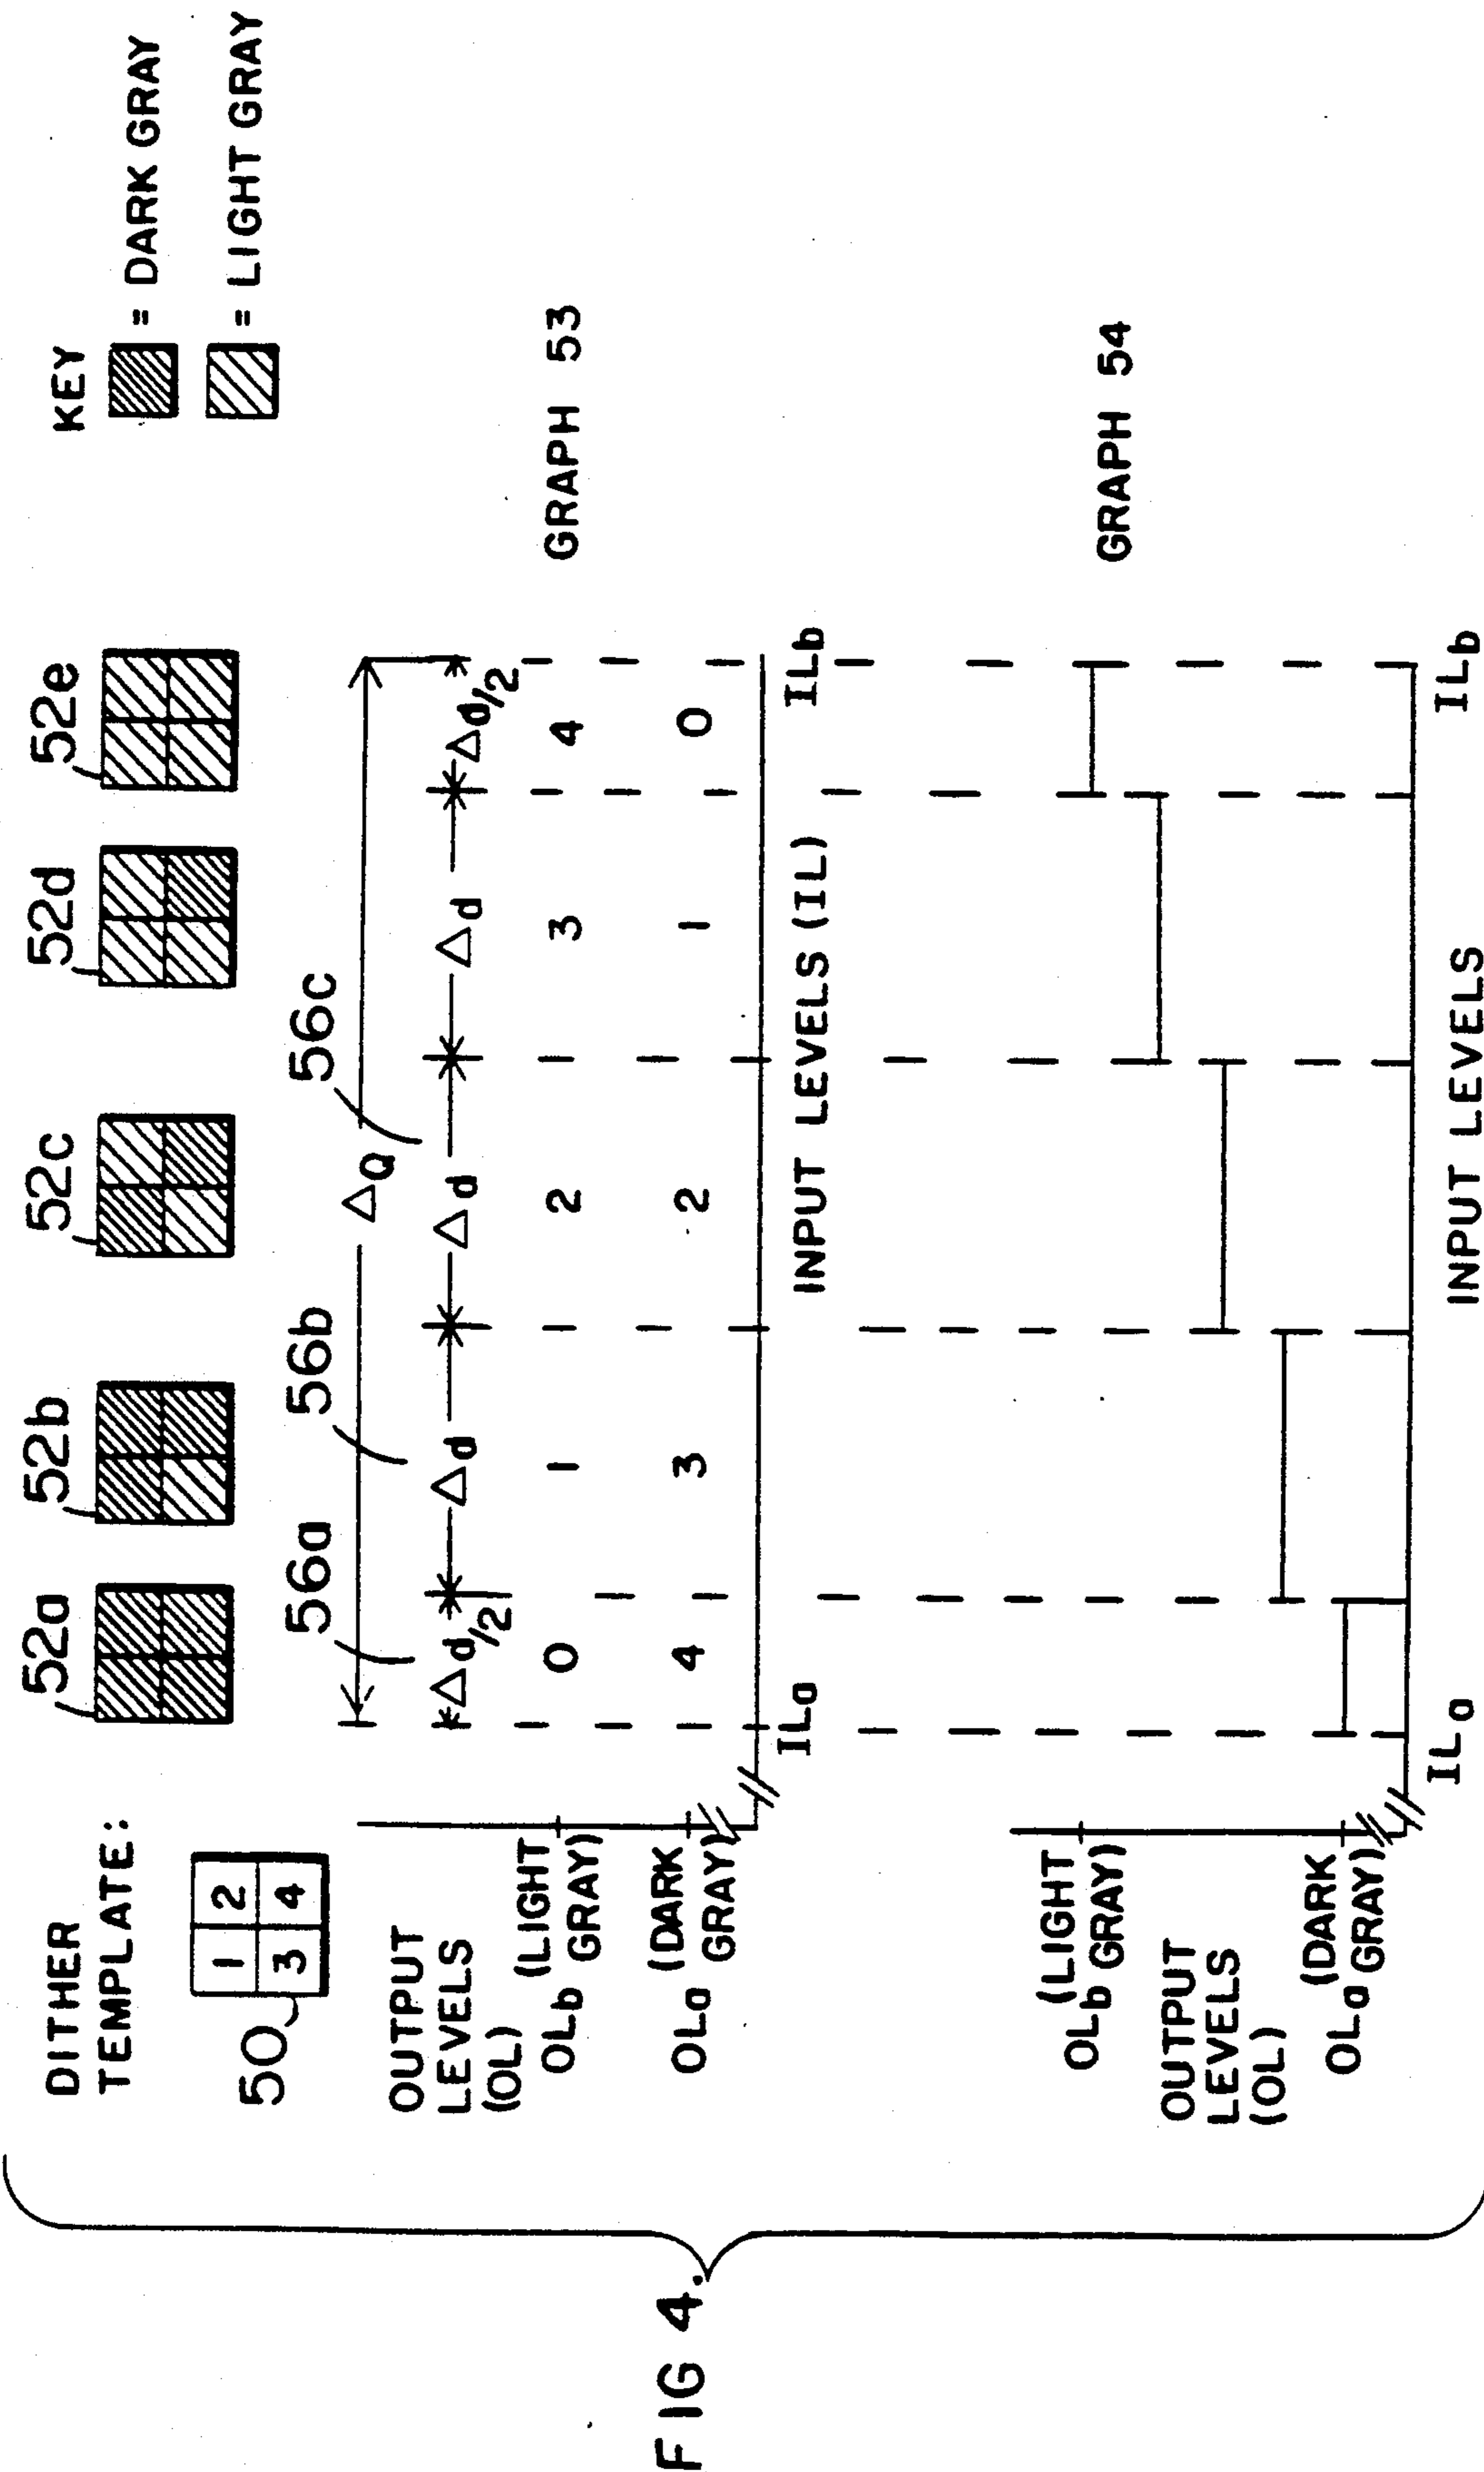 FIG 4.
DITHER
TEMPLATE:
50
1 2
3 4
52a 52b 52c 52d 52e
KEY
= DARK GRAY
= LIGHT GRAY
56a 56b 56c
ΔQ
Δd/2 Δd Δd Δd Δd/2
OUTPUT
LEVELS
(OL)
OLb (LIGHT
GRAY)
0 1 2 3 4
OLa (DARK
GRAY)
4 3 2 1 0
GRAPH 53
ILa ILb
INPUT LEVELS (IL)
OLb (LIGHT
GRAY)
OUTPUT
LEVELS
(OL)
OLa (DARK
GRAY)
GRAPH 54
ILa ILb
INPUT LEVELS